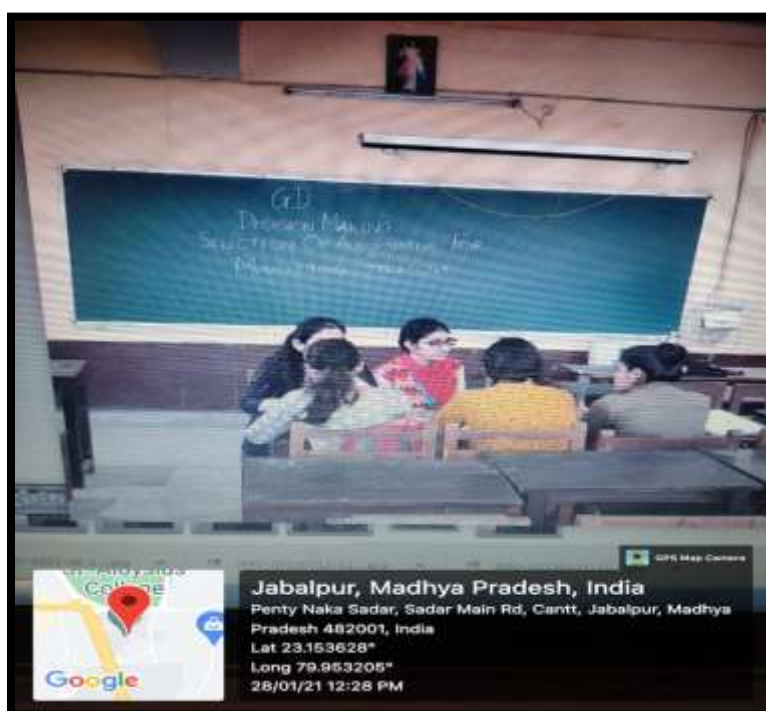 GD
DECISION MAKING
SELECTION OF ALTERNATIVE FOR
GPS Map Camera
College
Google
Jabalpur, Madhya Pradesh, India
Penty Naka Sadar, Sadar Main Rd, Cantt, Jabalpur, Madhya
Pradesh 482001, India
Lat 23.153628°
Long 79.953205°
28/01/21 12:28 PM